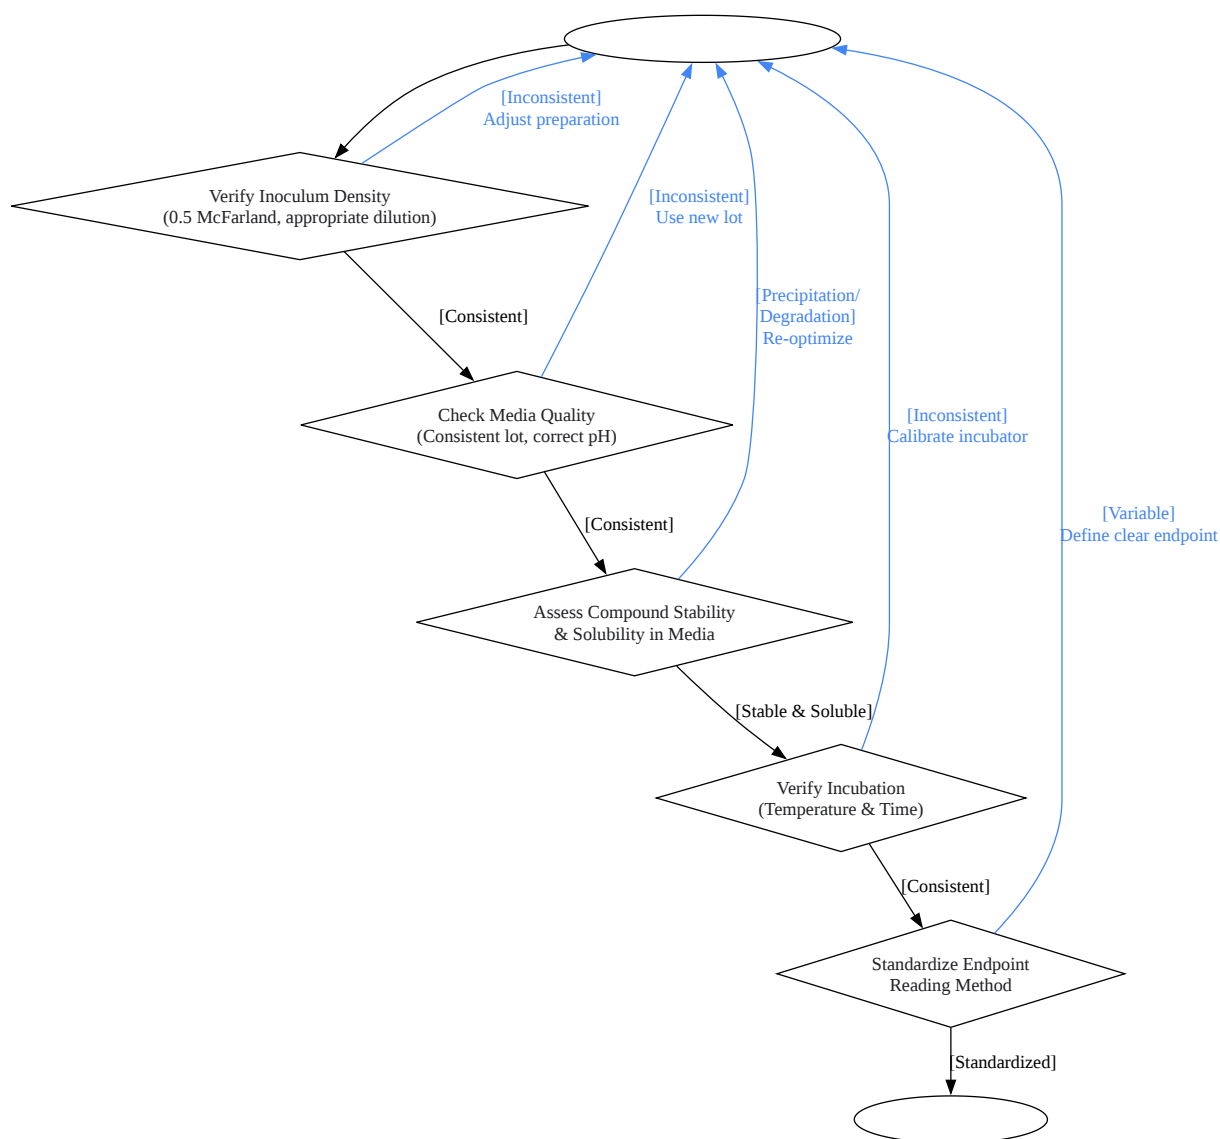 [Inconsistent]
Adjust preparation
Verify Inoculum Density
(0.5 McFarland, appropriate dilution)
[Inconsistent]
Use new lot
[Precipitation/
Degradation]
Re-optimize
[Consistent]
Check Media Quality
(Consistent lot, correct pH)
[Inconsistent]
Calibrate incubator
[Consistent]
[Variable]
Define clear endpoint
Assess Compound Stability
& Solubility in Media
[Stable & Soluble]
Verify Incubation
(Temperature & Time)
[Consistent]
Standardize Endpoint
Reading Method
[Standardized]